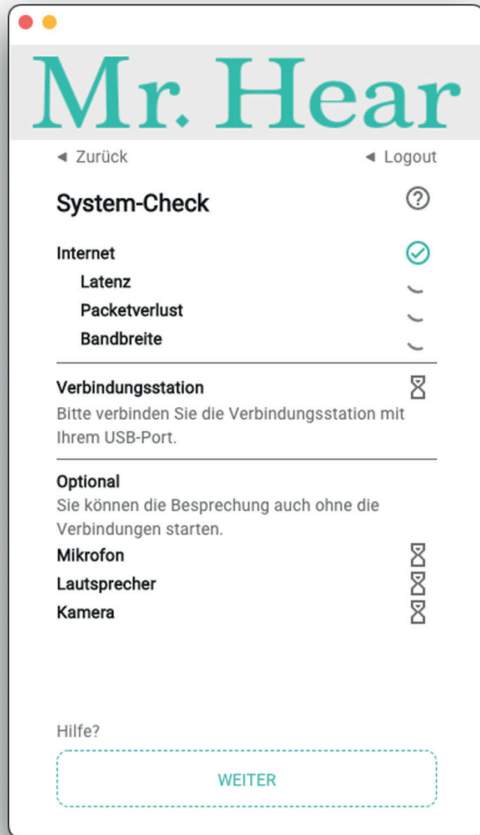 Mr. Hear
◄ Zurück
◄ Logout
System-Check
?
Internet
Latenz
Packetverlust
Bandbreite
Verbindungsstation
Bitte verbinden Sie die Verbindungsstation mit
Ihrem USB-Port.
Optional
Sie können die Besprechung auch ohne die
Verbindungen starten.
Mikrofon
Lautsprecher
Kamera
Hilfe?
WEITER